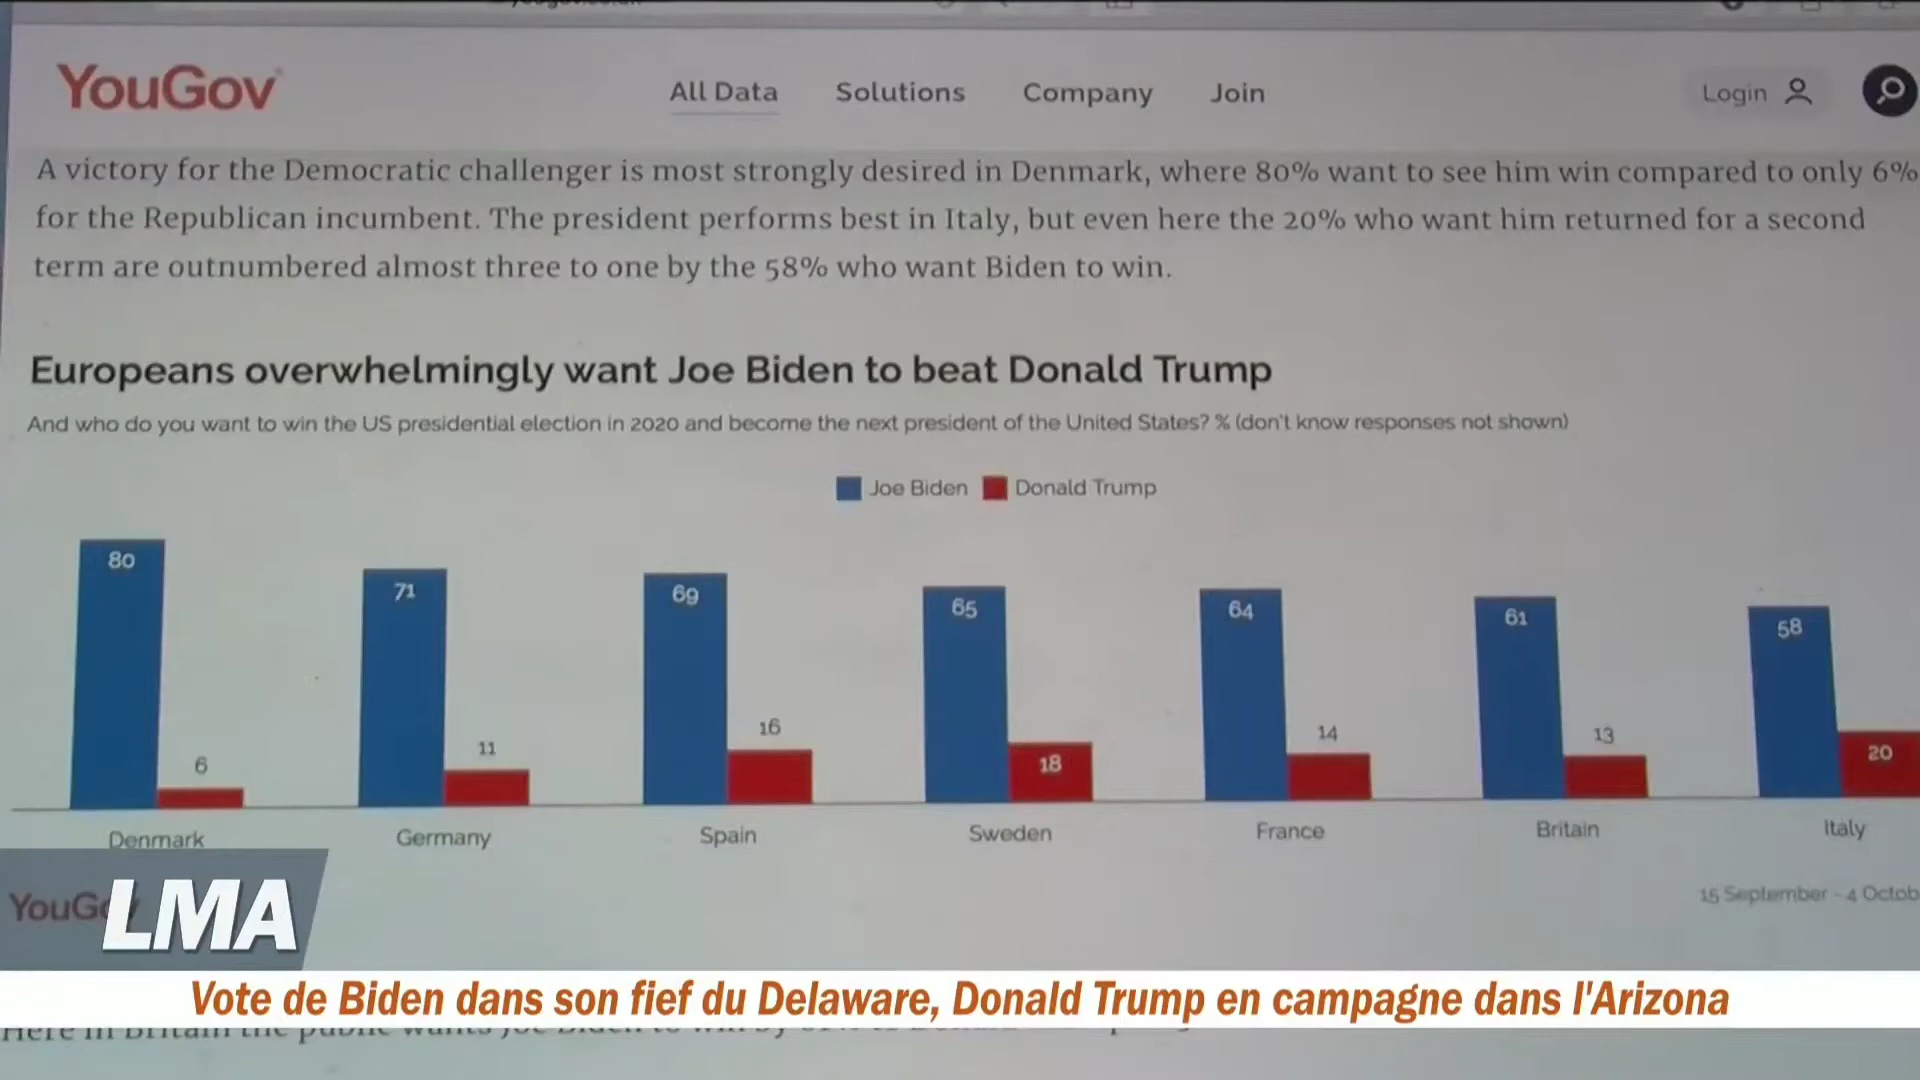 YouGov
All Data Solutions Company Join Login
A victory for the Democratic challenger is most strongly desired in Denmark, where 80% want to see him win compared to only 6%
for the Republican incumbent. The president performs best in Italy, but even here the 20% who want him returned for a second
term are outnumbered almost three to one by the 58% who want Biden to win.
Europeans overwhelmingly want Joe Biden to beat Donald Trump
And who do you want to win the US presidential election in 2020 and become the next president of the United States? % (don't know responses not shown)
Joe Biden Donald Trump
80 6 71 11 69 16 65 18 64 14 61 13 58 20
Denmark Germany Spain Sweden France Britain Italy
15 September - 4 Octob
YouGo
LMA
Vote de Biden dans son fief du Delaware, Donald Trump en campagne dans l'Arizona